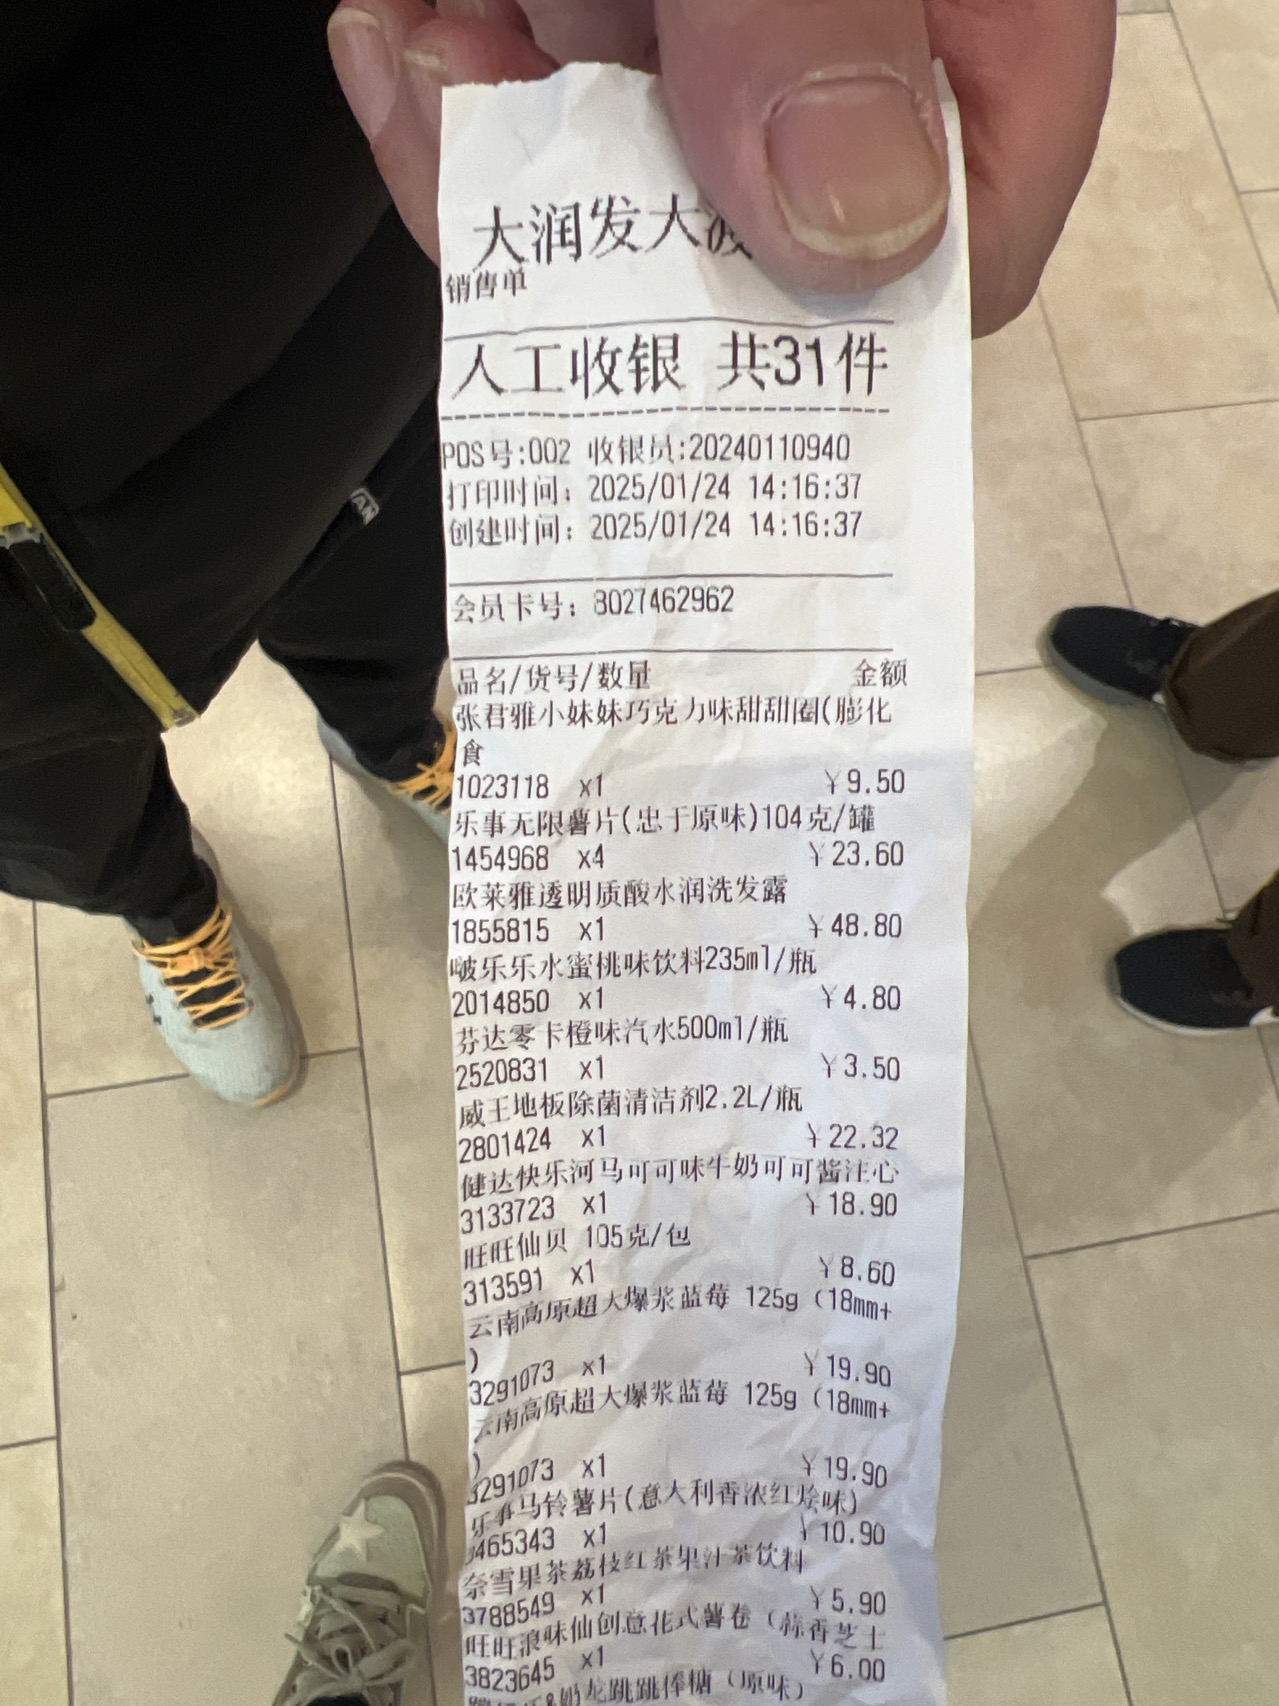 大润发大
销售单
人工收银 共31件
POS号:002 收银员:20240110940
打印时间: 2025/01/24 14:16:37
创建时间: 2025/01/24 14:16:37
会员卡号: 8027462962
品名/货号/数量 金额
张君雅小妹妹巧克力味甜甜圈(膨化
食
1023118 x1 ¥9.50
乐事无限薯片(忠于原味)104克/罐
1454968 x4 ¥23.60
欧莱雅透明质酸水润洗发露
1855815 x1 ¥48.80
啵乐乐水蜜桃味饮料235ml/瓶
2014850 x1 ¥4.80
芬达零卡橙味汽水500ml/瓶
2520831 x1 ¥3.50
威王地板除菌清洁剂2.2L/瓶
2801424 x1 ¥22.32
健达快乐河马可可味牛奶可可酱注心
3133723 x1 ¥18.90
旺旺仙贝 105克/包
313591 x1 ¥8.60
云南高原超大爆浆蓝莓 125g (18mm+
)
3291073 x1 ¥19.90
云南高原超大爆浆蓝莓 125g (18mm+
)
3291073 x1 ¥19.90
乐事马铃薯片(意大利香浓红烩味)
465343 x1 ¥10.90
奈雪果茶荔枝红茶果汁茶饮料
3788549 x1 ¥5.90
旺旺浪味仙创意花式薯卷 (蒜香芝士
3823645 x1 ¥6.00
&奶龙跳跳棒糖 (原味)